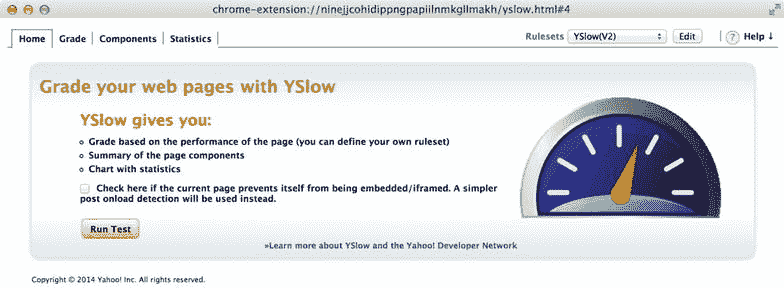 chrome-extension://ninejjcohidippngpapiilnmkgllmakh/yslow.html#4
Home Grade Components Statistics Rulesets YSlow(V2) Edit ? Help ↓
Grade your web pages with YSlow
YSlow gives you:
Grade based on the performance of the page (you can define your own ruleset)
Summary of the page components
Chart with statistics
Check here if the current page prevents itself from being embedded/iframed. A simpler
post onload detection will be used instead.
Run Test
»Learn more about YSlow and the Yahoo! Developer Network
Copyright © 2014 Yahoo! Inc. All rights reserved.